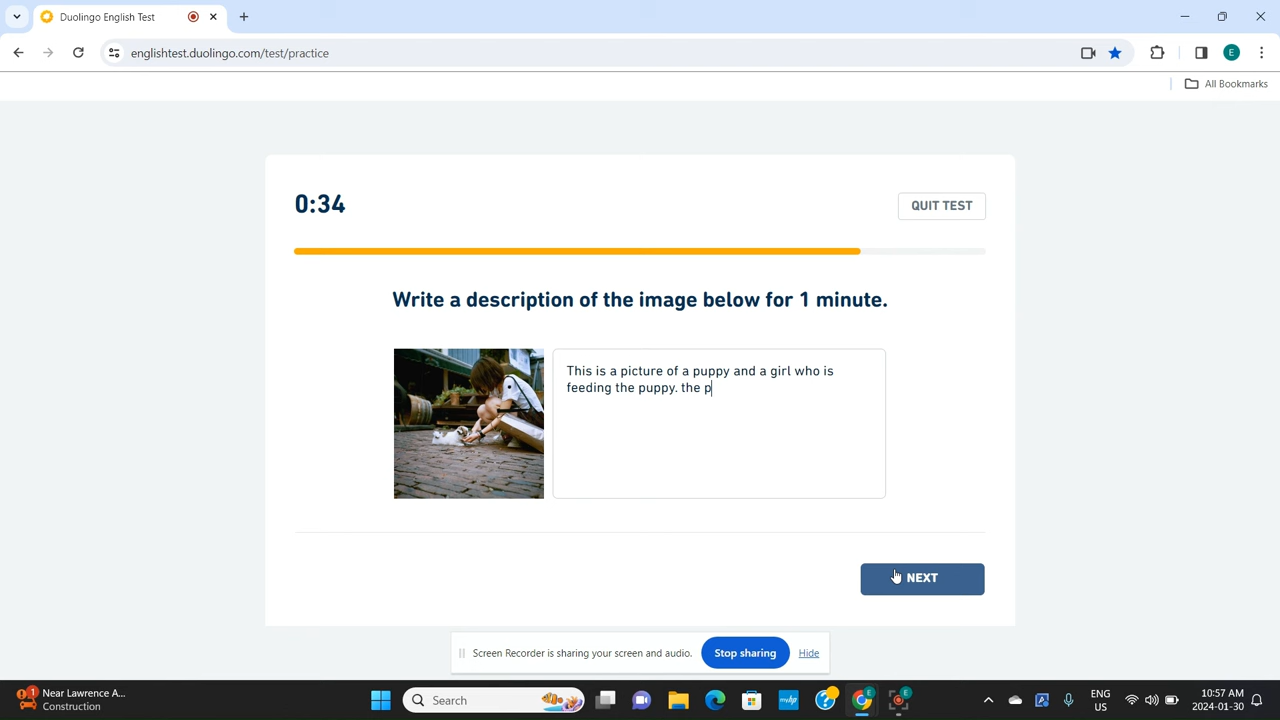 Duolingo English Test
englishtest.duolingo.com/test/practice
E
All Bookmarks
0:34
QUIT TEST
Write a description of the image below for 1 minute.
This is a picture of a puppy and a girl who is
feeding the puppy. the p
NEXT
Screen Recorder is sharing your screen and audio.
Stop sharing
Hide
1
Near Lawrence A...
Construction
Search
E
E
ENG
US
10:57 AM
2024-01-30